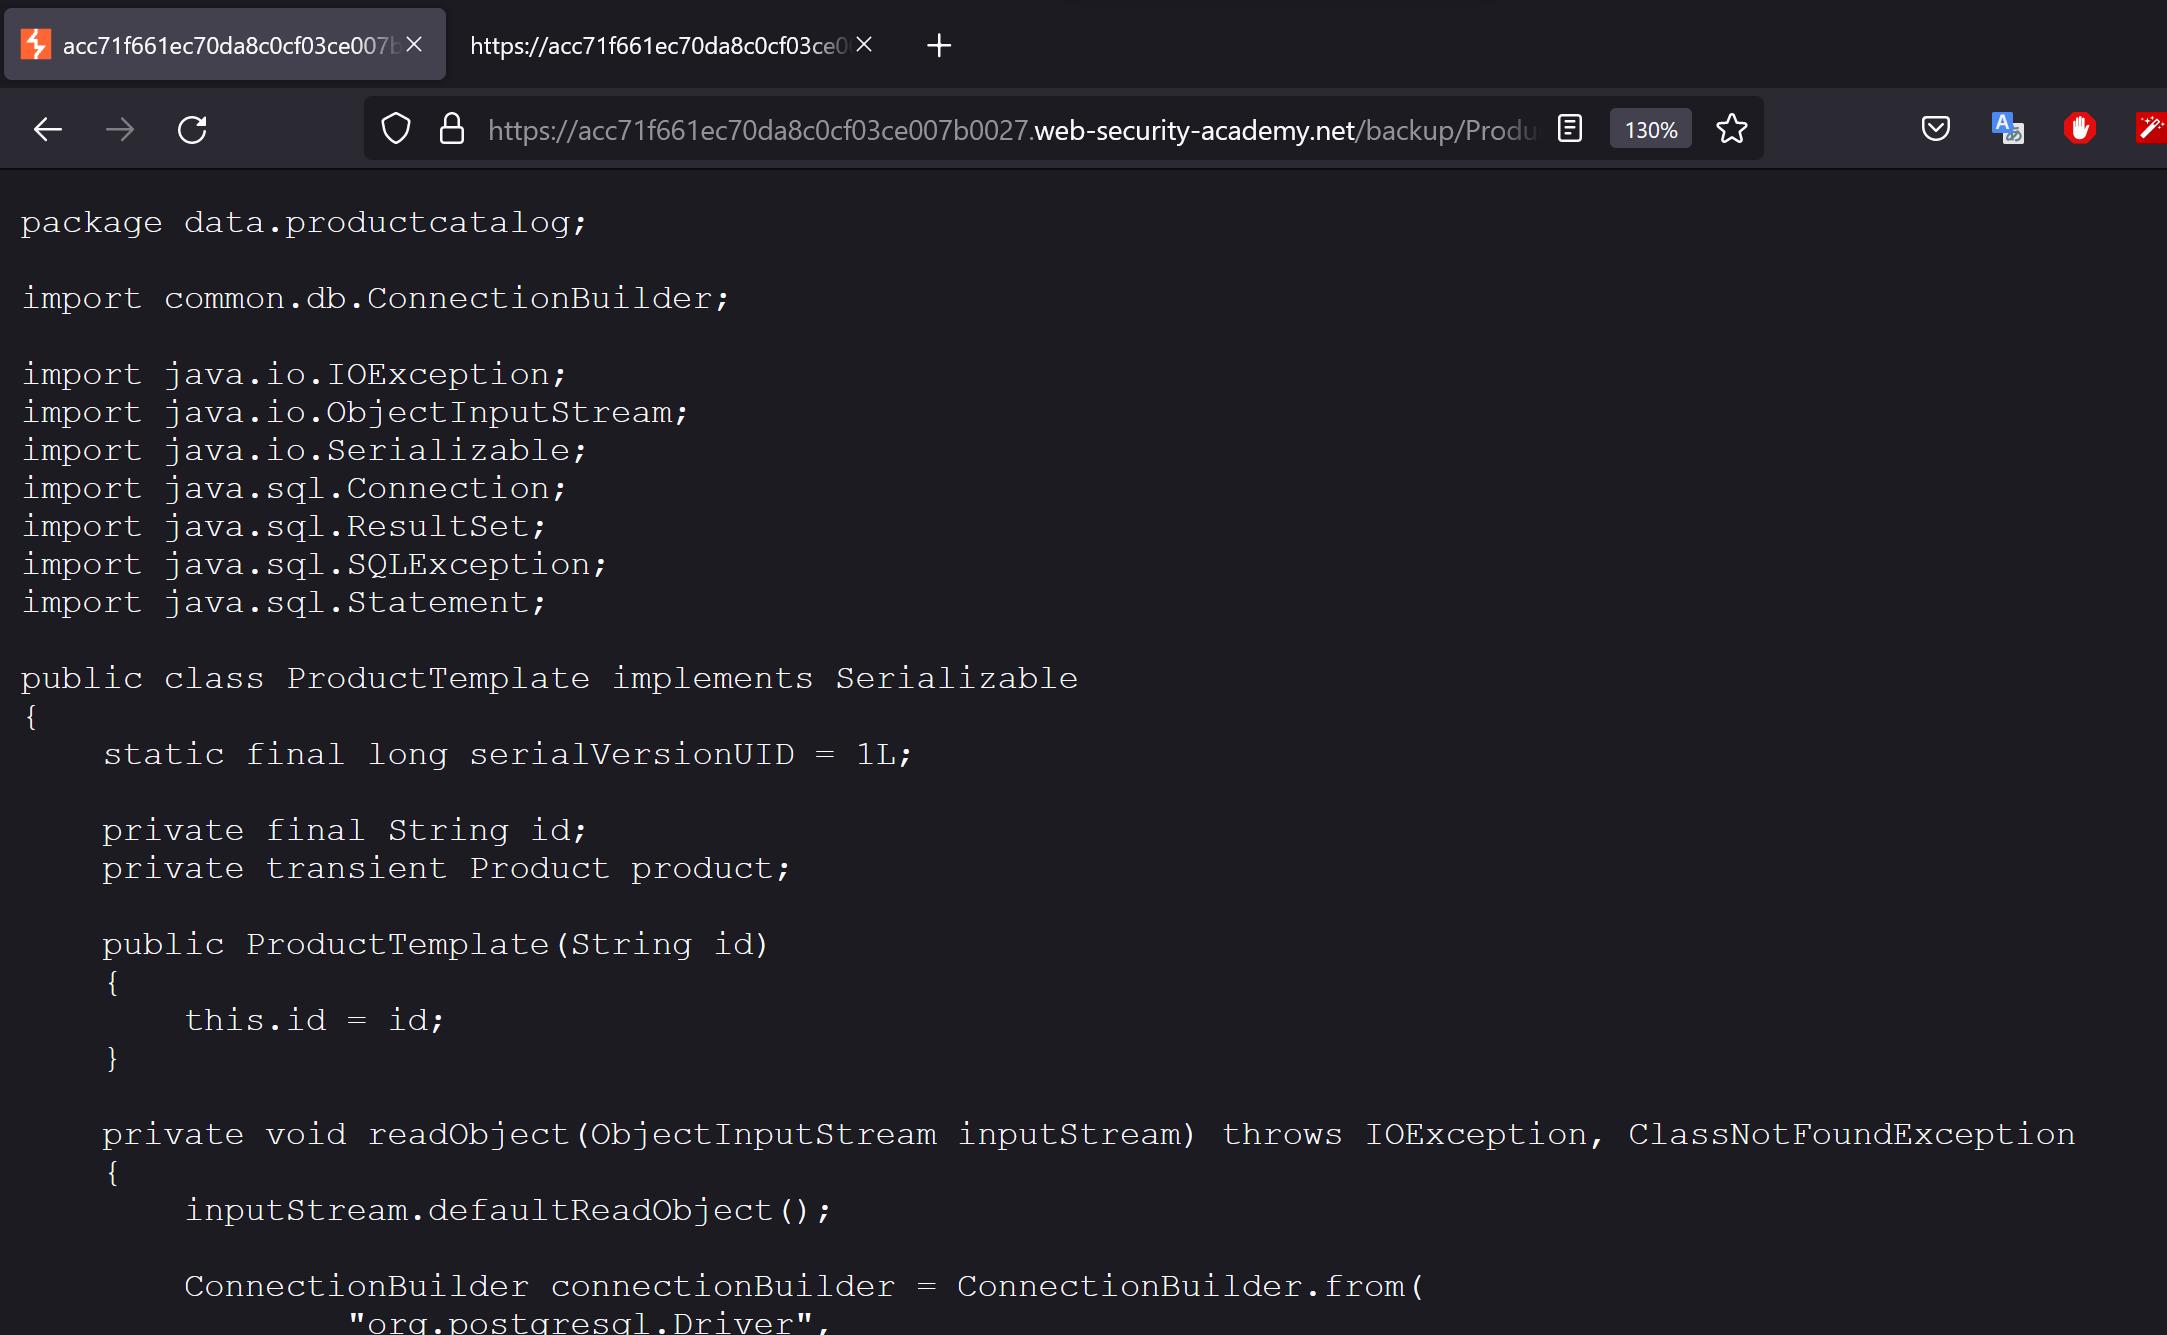 acc71f661ec70da8c0cf03ce007b
https://acc71f661ec70da8c0cf03ce00
https://acc71f661ec70da8c0cf03ce007b0027.web-security-academy.net/backup/Produ
130%
package data.productcatalog;
import common.db.ConnectionBuilder;
import java.io.IOException;
import java.io.ObjectInputStream;
import java.io.Serializable;
import java.sql.Connection;
import java.sql.ResultSet;
import java.sql.SQLException;
import java.sql.Statement;
public class ProductTemplate implements Serializable
{
static final long serialVersionUID = 1L;
private final String id;
private transient Product product;
public ProductTemplate(String id)
{
this.id = id;
}
private void readObject(ObjectInputStream inputStream) throws IOException, ClassNotFoundException
{
inputStream.defaultReadObject();
ConnectionBuilder connectionBuilder = ConnectionBuilder.from(
"org.postgresql.Driver",